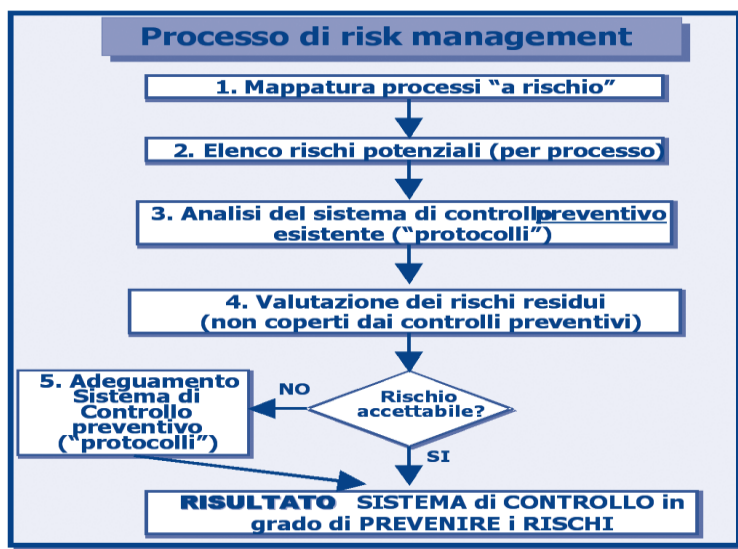 Processo di risk management
1. Mappatura processi “a rischio”
2. Elenco rischi potenziali (per processo)
3. Analisi del sistema di controllo preventivo
esistente (“protocolli”)
4. Valutazione dei rischi residui
(non coperti dai controlli preventivi)
Rischio
accettabile?
NO
5. Adeguamento
Sistema di
Controllo
preventivo
(“protocolli”)
SI
RISULTATO SISTEMA di CONTROLLO in
grado di PREVENIRE i RISCHI